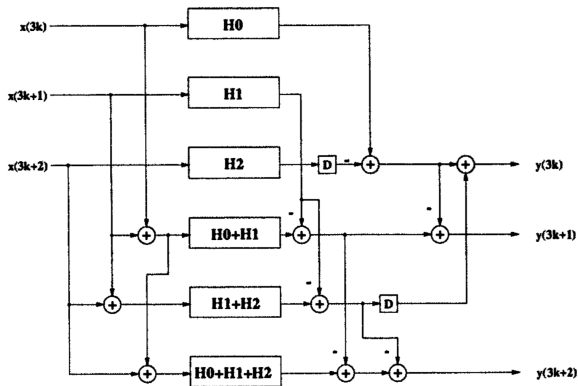 x(3k)
H0
x(3k+1)
H1
x(3k+2)
H2
D
-
y(3k)
-
-
H0+H1
y(3k+1)
H1+H2
D
-
-
H0+H1+H2
y(3k+2)